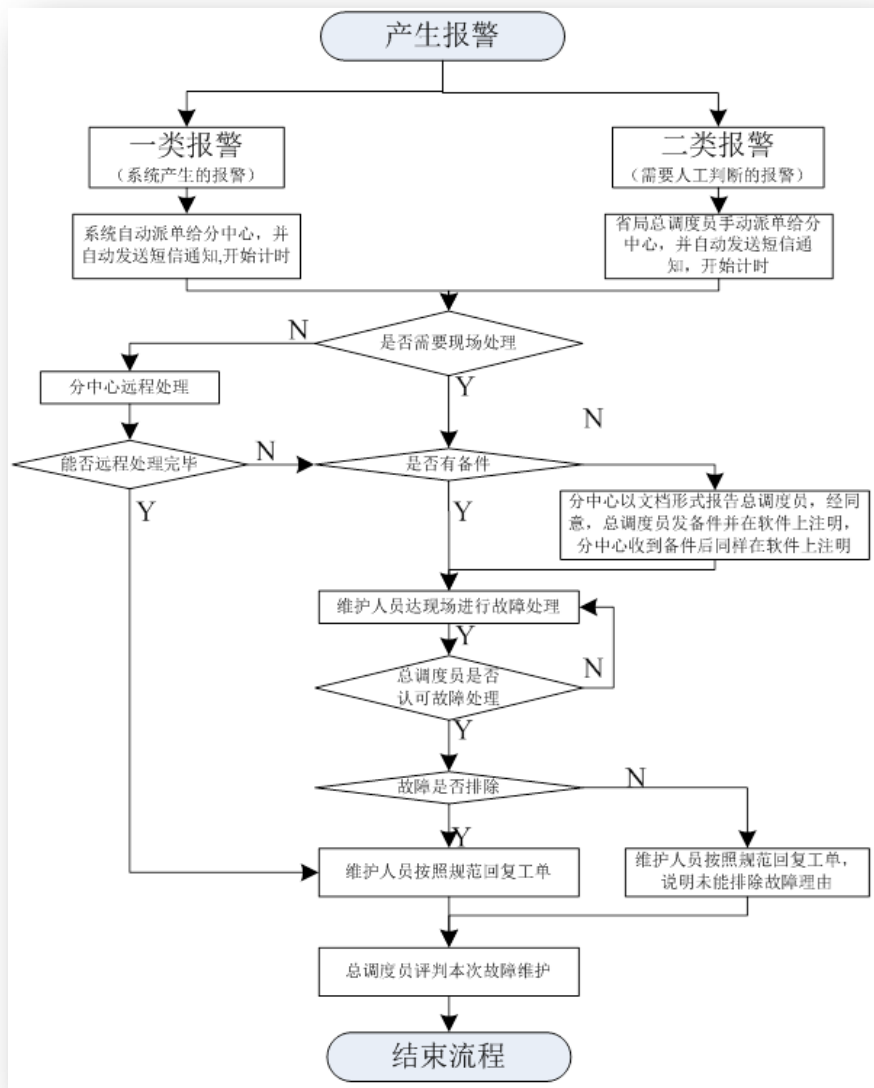 产生报警
一类报警
（系统产生的报警）
二类报警
（需要人工判断的报警）
系统自动派单给分中心，并
自动发送短信通知,开始计时
省局总调度员手动派单给分
中心，并自动发送短信通
知，开始计时
N
是否需要现场处理
Y
分中心远程处理
N
能否远程处理完毕
N
是否有备件
Y
Y
分中心以文档形式报告总调度员，经同
意，总调度员发备件并在软件上注明，
分中心收到备件后同样在软件上注明
维护人员达现场进行故障处理
Y
总调度员是否
认可故障处理
N
Y
故障是否排除
N
Y
维护人员按照规范回复工单
维护人员按照规范回复工单，
说明未能排除故障理由
总调度员评判本次故障维护
结束流程